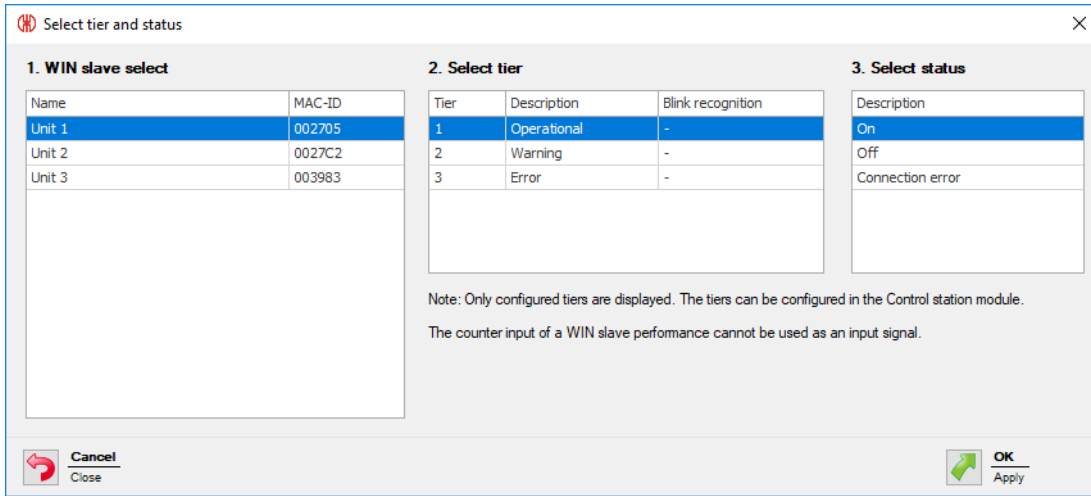 Select tier and status
1. WIN slave select
Name MAC-ID
Unit 1 002705
Unit 2 0027C2
Unit 3 003983
2. Select tier
Tier Description Blink recognition
1 Operational -
2 Warning -
3 Error -
3. Select status
Description
On
Off
Connection error
Note: Only configured tiers are displayed. The tiers can be configured in the Control station module.
The counter input of a WIN slave performance cannot be used as an input signal.
Cancel
Close
OK
Apply